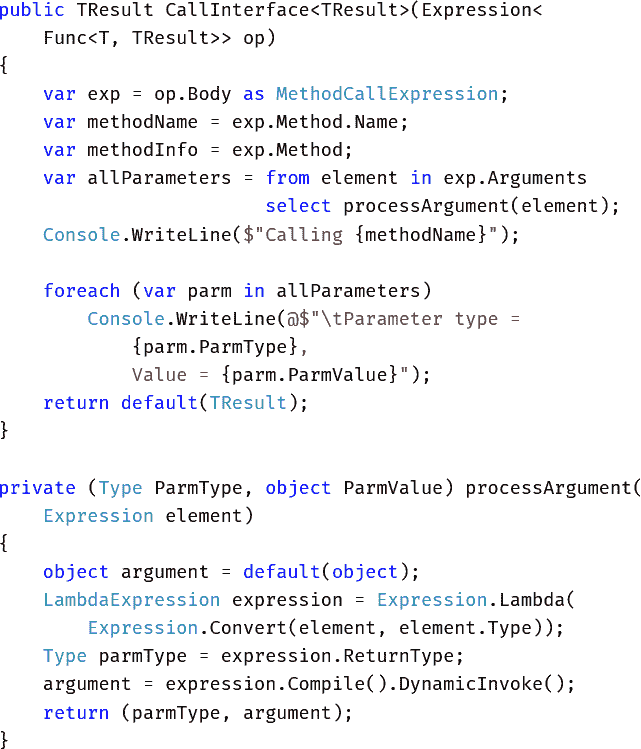 public TResult CallInterface<TResult>(Expression<
    Func<T, TResult>> op)
{
    var exp = op.Body as MethodCallExpression;
    var methodName = exp.Method.Name;
    var methodInfo = exp.Method;
    var allParameters = from element in exp.Arguments
                        select processArgument(element);
    Console.WriteLine($"Calling {methodName}");

    foreach (var parm in allParameters)
        Console.WriteLine(@$"\tParameter type =
            {parm.ParmType},
            Value = {parm.ParmValue}");
    return default(TResult);
}

private (Type ParmType, object ParmValue) processArgument(
    Expression element)
{
    object argument = default(object);
    LambdaExpression expression = Expression.Lambda(
        Expression.Convert(element, element.Type));
    Type parmType = expression.ReturnType;
    argument = expression.Compile().DynamicInvoke();
    return (parmType, argument);
}